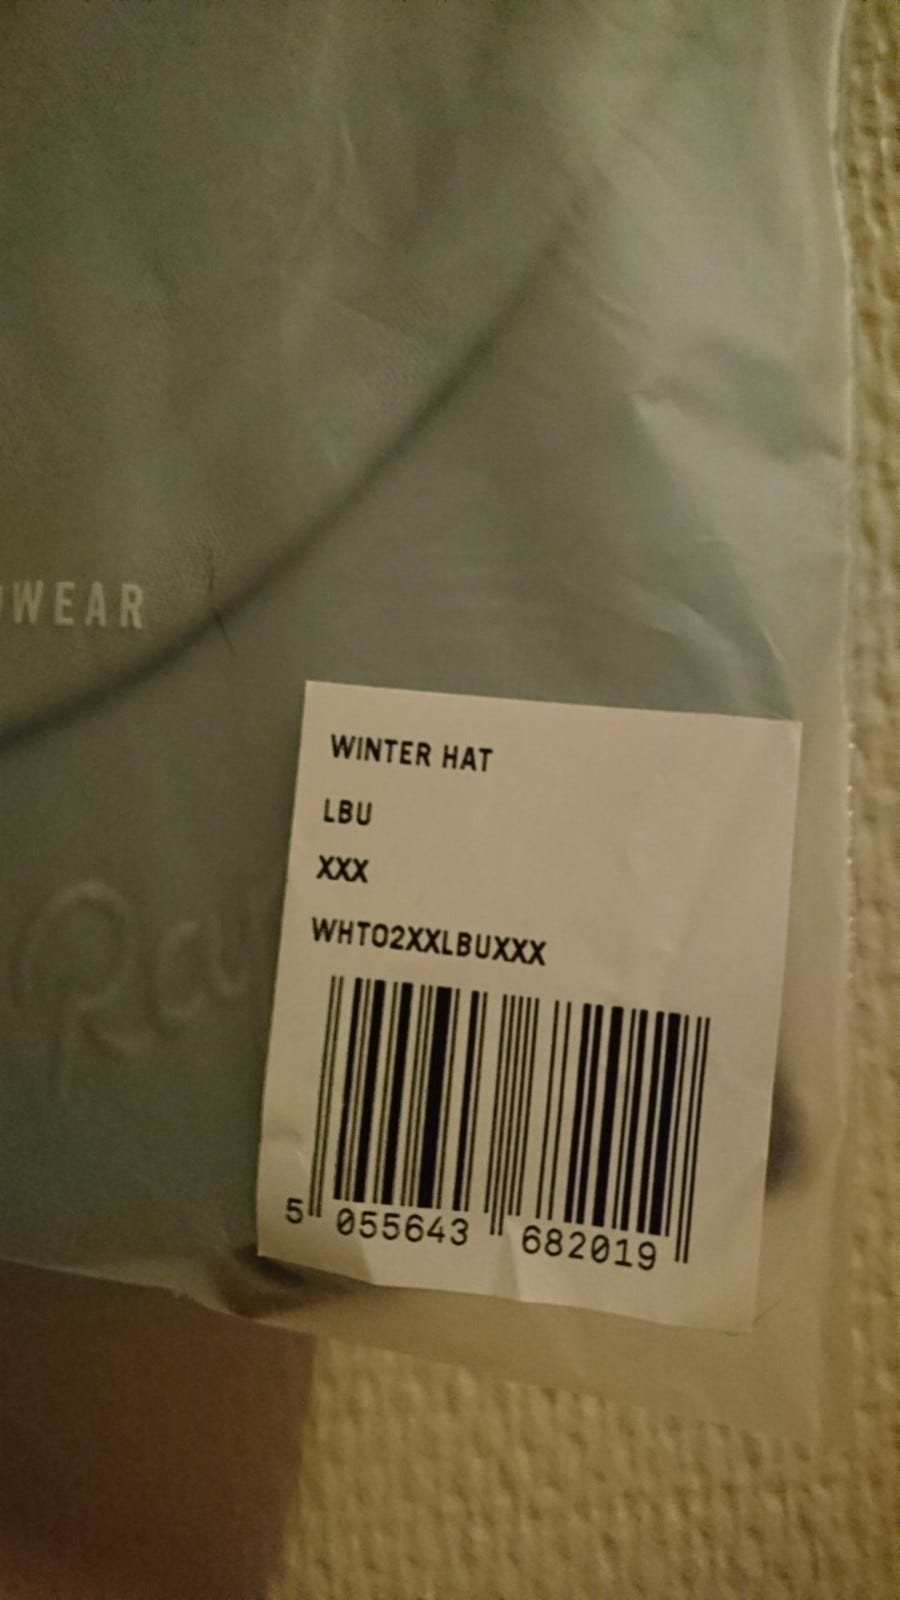 WEAR
WINTER HAT
LBU
XXX
WHT02XXLBUXXX
5 055643 682019